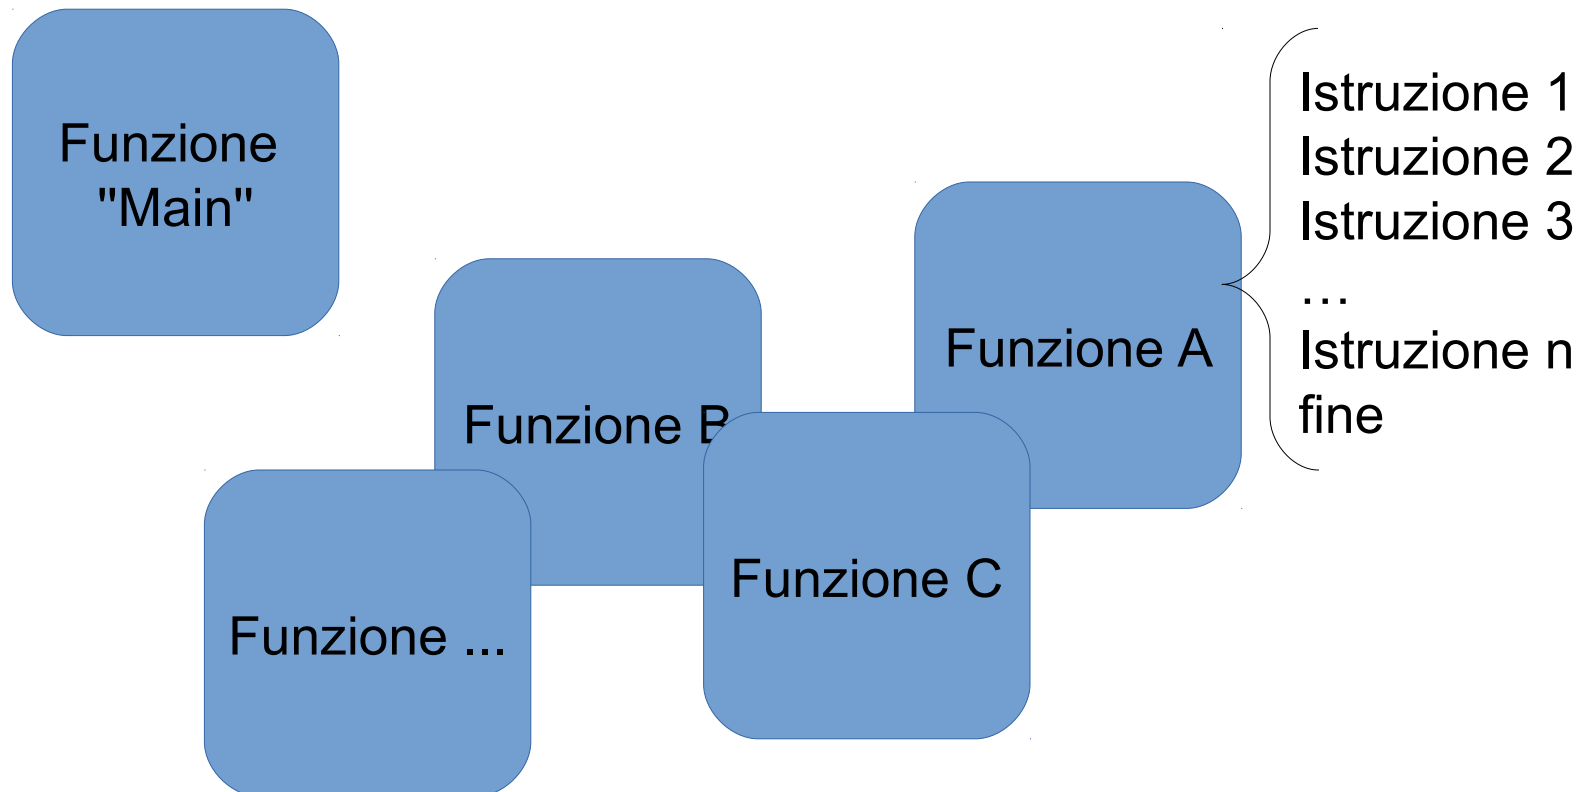 Funzione
"Main"
Istruzione 1
Istruzione 2
Istruzione 3
…
Istruzione n
fine
Funzione A
Funzione B
Funzione C
Funzione ...